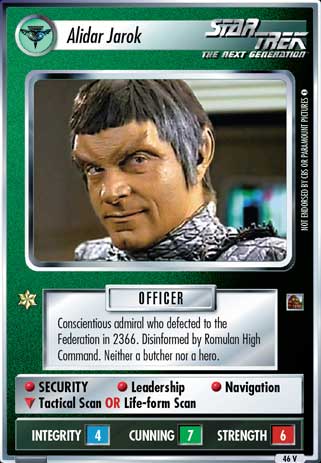 Alidar Jarok
STAR TREK
THE NEXT GENERATION
NOT ENDORSED BY CBS OR PARAMOUNT PICTURES
OFFICER
Conscientious admiral who defected to the
Federation in 2366. Disinformed by Romulan High
Command. Neither a butcher nor a hero.
SECURITY Leadership Navigation
Tactical Scan OR Life-form Scan
INTEGRITY 4 CUNNING 7 STRENGTH 6
46 V